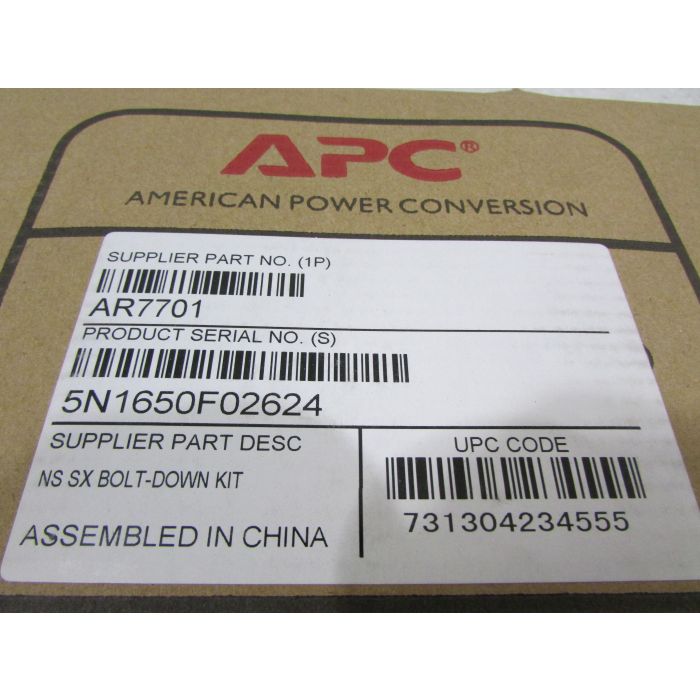 APC®
AMERICAN POWER CONVERSION
SUPPLIER PART NO. (1P)
AR7701
PRODUCT SERIAL NO. (S)
5N1650F02624
SUPPLIER PART DESC
NS SX BOLT-DOWN KIT
ASSEMBLED IN CHINA
UPC CODE
731304234555